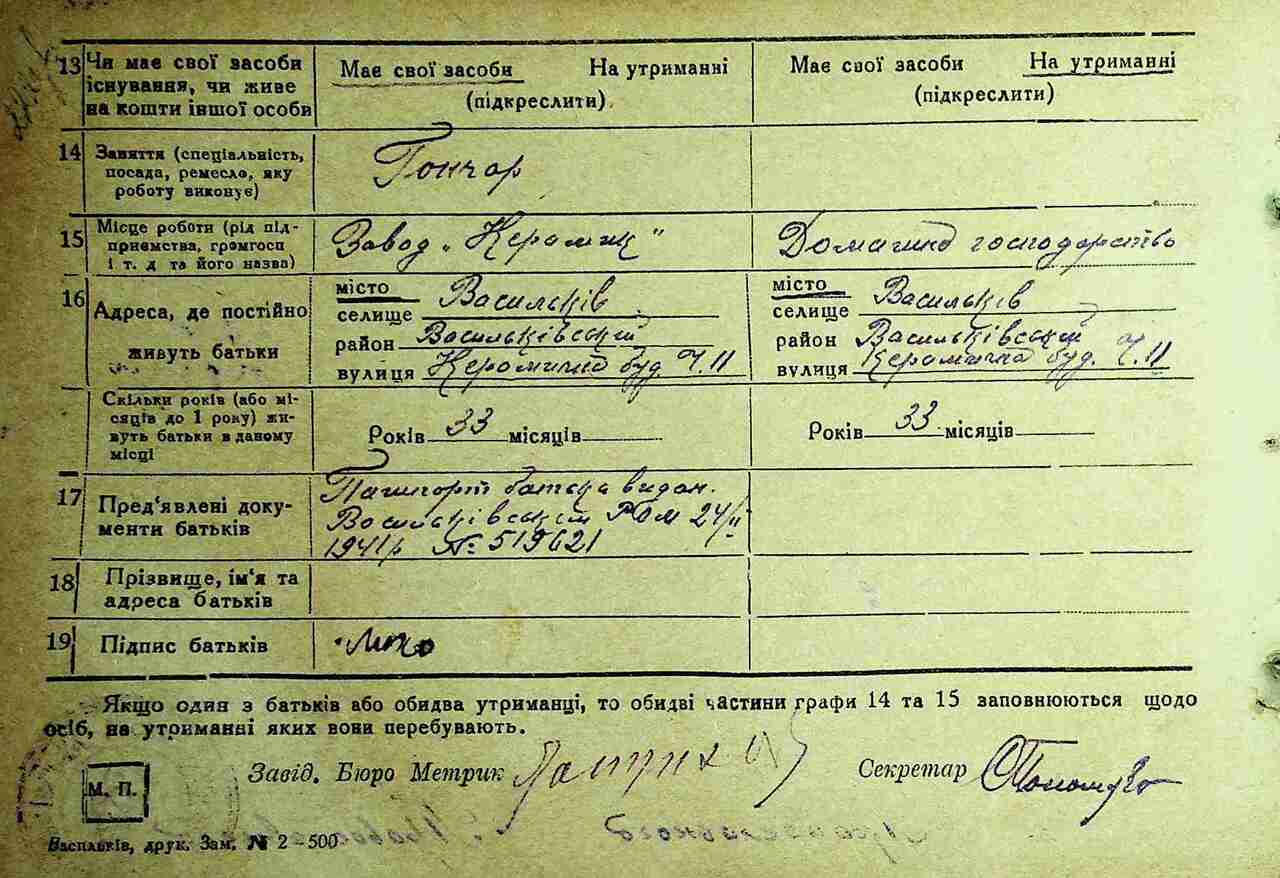 13 Чи має свої засоби існування, чи живе на кошти іншої особи
Має свої засоби На утриманні
(підкреслити)
Має свої засоби На утриманні
(підкреслити)
14 Заняття (спеціальність, посада, ремесло, яку роботу виконує)
Гончар
15 Місце роботи (рід підприємства, громгосп і т. д та його назва)
Завод „Керамик"
Домашнє господарство
16 Адреса, де постійно живуть батьки
місто
селище Васильків
район Васильківський
вулиця Керамична буд. Ч. 11
місто
селище Васильків
район Васильківський
вулиця Керамична буд. Ч. 11
Скільки років (або місяців до 1 року) живуть батьки в даному місці
Років 33 місяців
Років 33 місяців
17 Пред'явлені документи батьків
Пашпорт батька видан.
Васильківським РОМ 24/II
1941р № 519621
18 Прізвище, ім'я та адреса батьків
19 Підпис батьків
Якщо один з батьків або обидва утриманці, то обидві частини графи 14 та 15 заповнюються щодо
осіб, на утриманні яких вони перебувають.
М. П.
Завід. Бюро Метрик
Секретар
Васильків, друк. Зам. № 2—500